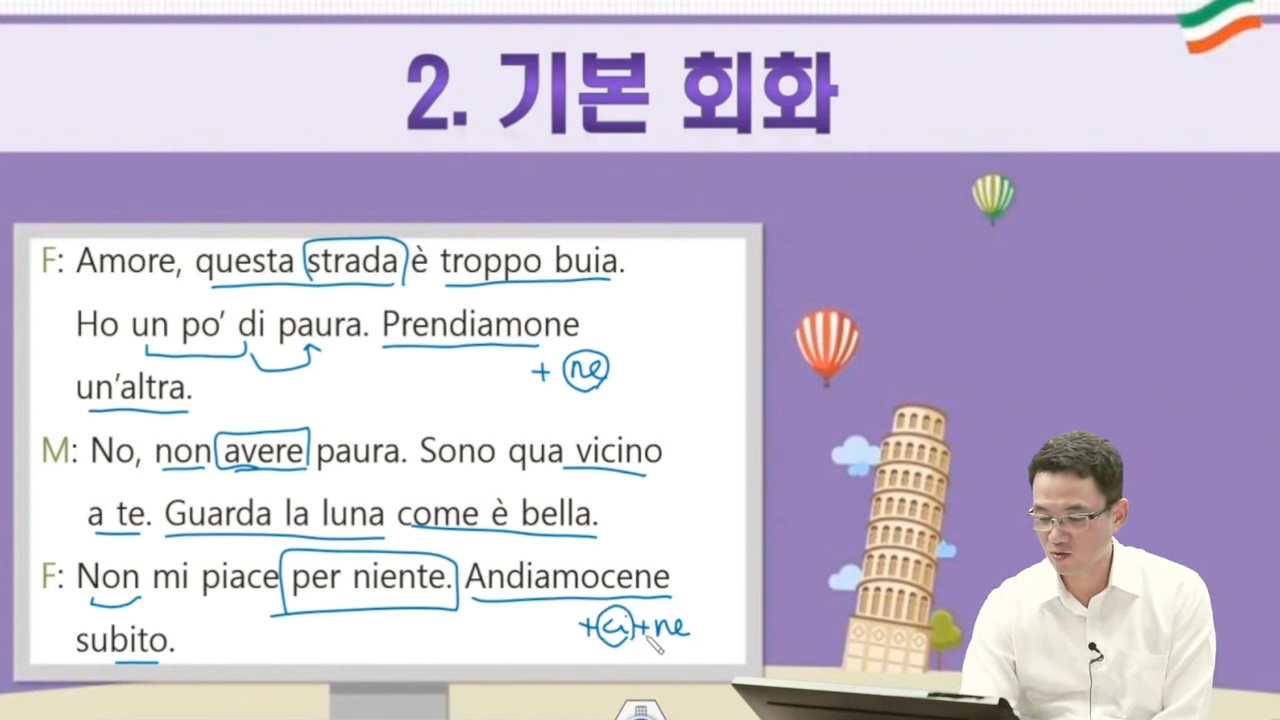 2. 기본 회화
F: Amore, questa strada è troppo buia.
Ho un po’ di paura. Prendiamone
+ ne
un’altra.
M: No, non avere paura. Sono qua vicino
a te. Guarda la luna come è bella.
F: Non mi piace per niente. Andiamocene
+ci+ne
subito.